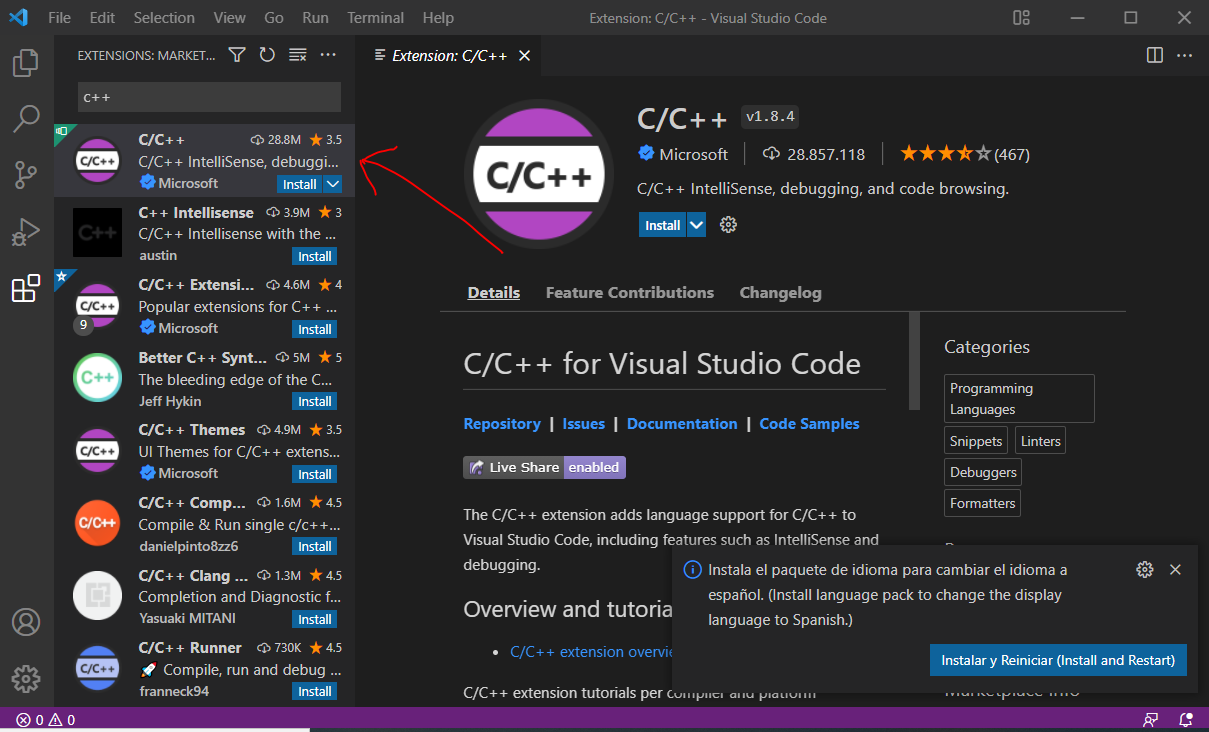 File Edit Selection View Go Run Terminal Help
Extension: C/C++ - Visual Studio Code
EXTENSIONS: MARKET...
c++
C/C++ 28.8M 3.5
C/C++ IntelliSense, debuggi...
Microsoft Install
C++ Intellisense 3.9M 3
C/C++ Intellisense with the ...
austin Install
C/C++ Extensi... 4.6M 4
Popular extensions for C++ ...
9 Microsoft Install
Better C++ Synt... 5M 5
The bleeding edge of the C...
Jeff Hykin Install
C/C++ Themes 4.9M 3.5
UI Themes for C/C++ extens...
Microsoft Install
C/C++ Comp... 1.6M 4.5
Compile & Run single c/c++...
danielpinto8zz6 Install
C/C++ Clang ... 1.3M 4.5
Completion and Diagnostic f...
Yasuaki MITANI Install
C/C++ Runner 730K 4.5
🚀 Compile, run and debug ...
franneck94 Install
C/C++
C++
C/C++
C++
C/C++
C/C++
C/C++
Extension: C/C++
C/C++
C/C++ v1.8.4
Microsoft 28.857.118 (467)
C/C++ IntelliSense, debugging, and code browsing.
Install
Details Feature Contributions Changelog
C/C++ for Visual Studio Code
Repository | Issues | Documentation | Code Samples
Live Share enabled
The C/C++ extension adds language support for C/C++ to
Visual Studio Code, including features such as IntelliSense and
debugging.
Overview and tutoria
C/C++ extension overvie
C/C++ extension tutorials per compiler and platform
Categories
Programming
Languages
Snippets Linters
Debuggers
Formatters
Instala el paquete de idioma para cambiar el idioma a
español. (Install language pack to change the display
language to Spanish.)
Instalar y Reiniciar (Install and Restart)
Marketplace Info
0 0